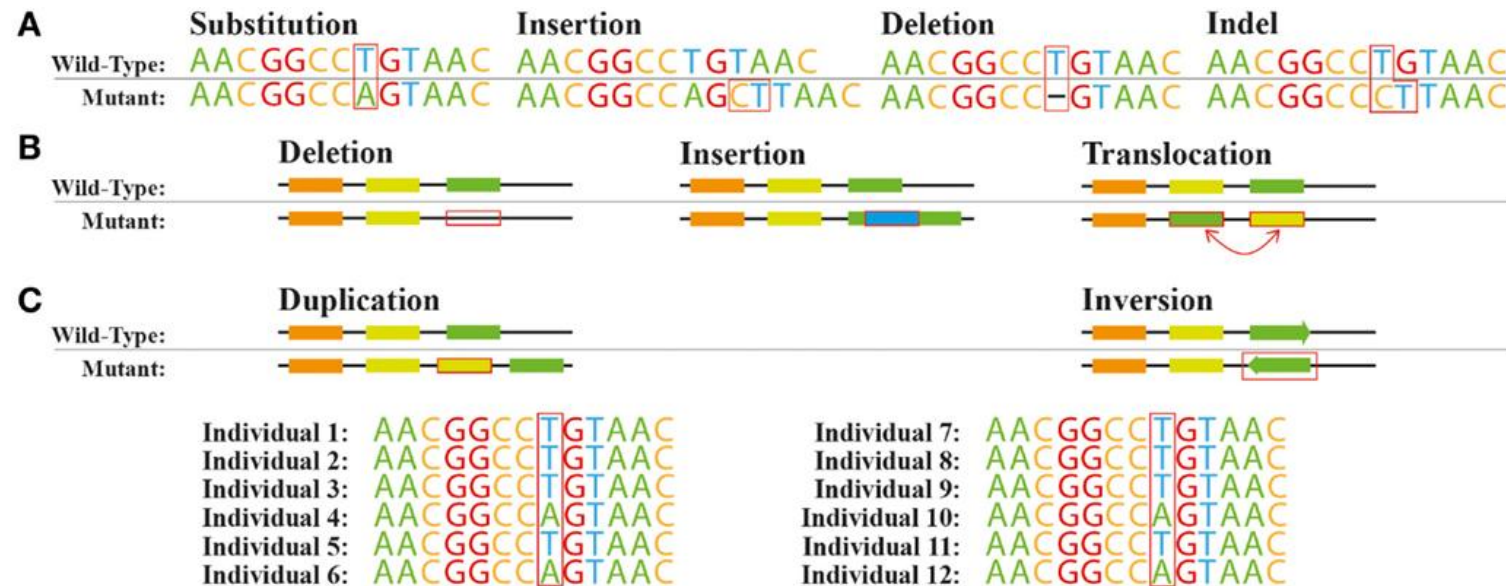 A
Substitution Insertion Deletion Indel
Wild-Type: AACGGCCTGTAAC AACGGCCTGTAAC AACGGCCTGTAAC AACGGCCTGTAAC
Mutant: AACGGCCAGTAAC AACGGCCAGCTTAAC AACGGCC–GTAAC AACGGCCCTTAAC
B
Deletion Insertion Translocation
Wild-Type:
Mutant:
C
Duplication Inversion
Wild-Type:
Mutant:
Individual 1: AACGGCCTGTAAC
Individual 2: AACGGCCTGTAAC
Individual 3: AACGGCCTGTAAC
Individual 4: AACGGCCAGTAAC
Individual 5: AACGGCCTGTAAC
Individual 6: AACGGCCAGTAAC
Individual 7: AACGGCCTGTAAC
Individual 8: AACGGCCTGTAAC
Individual 9: AACGGCCTGTAAC
Individual 10: AACGGCCAGTAAC
Individual 11: AACGGCCTGTAAC
Individual 12: AACGGCCAGTAAC